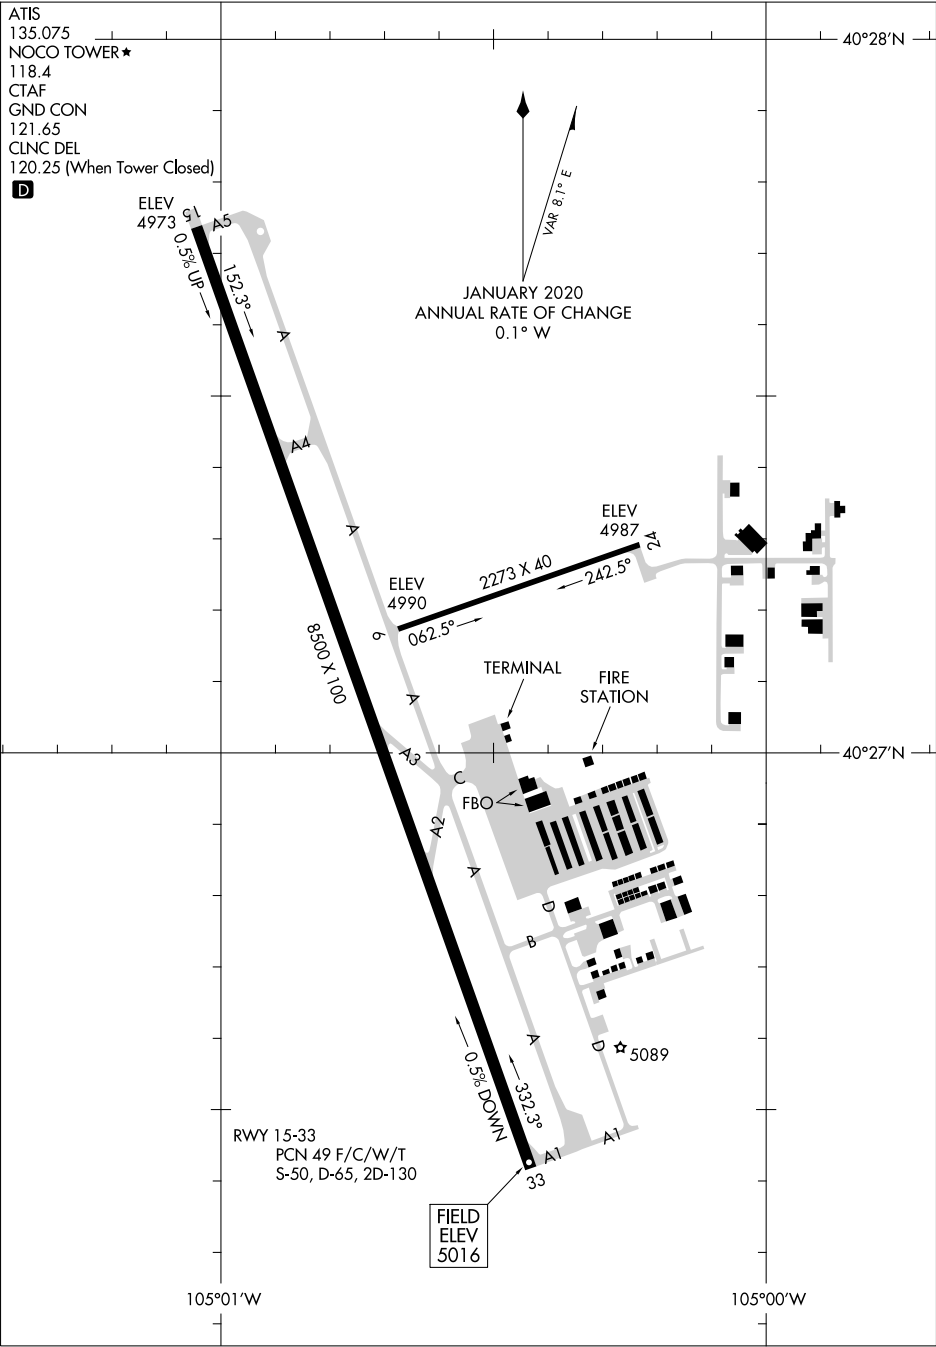 ATIS
135.075
NOCO TOWER★
118.4
CTAF
GND CON
121.65
CLNC DEL
120.25 (When Tower Closed)
D
40°28'N
VAR 8.1° E
JANUARY 2020
ANNUAL RATE OF CHANGE
0.1° W
ELEV
4973
15
A5
0.5% UP
152.3°
A
A4
A
ELEV
4987
24
2273 X 40
242.5°
ELEV
4990
062.5°
6
8500 X 100
A
TERMINAL
FIRE
STATION
40°27'N
A3
C
FBO
A2
A
D
B
A
D
5089
0.5% DOWN
332.3°
RWY 15-33
PCN 49 F/C/W/T
S-50, D-65, 2D-130
A1
A1
33
FIELD
ELEV
5016
105°01'W
105°00'W